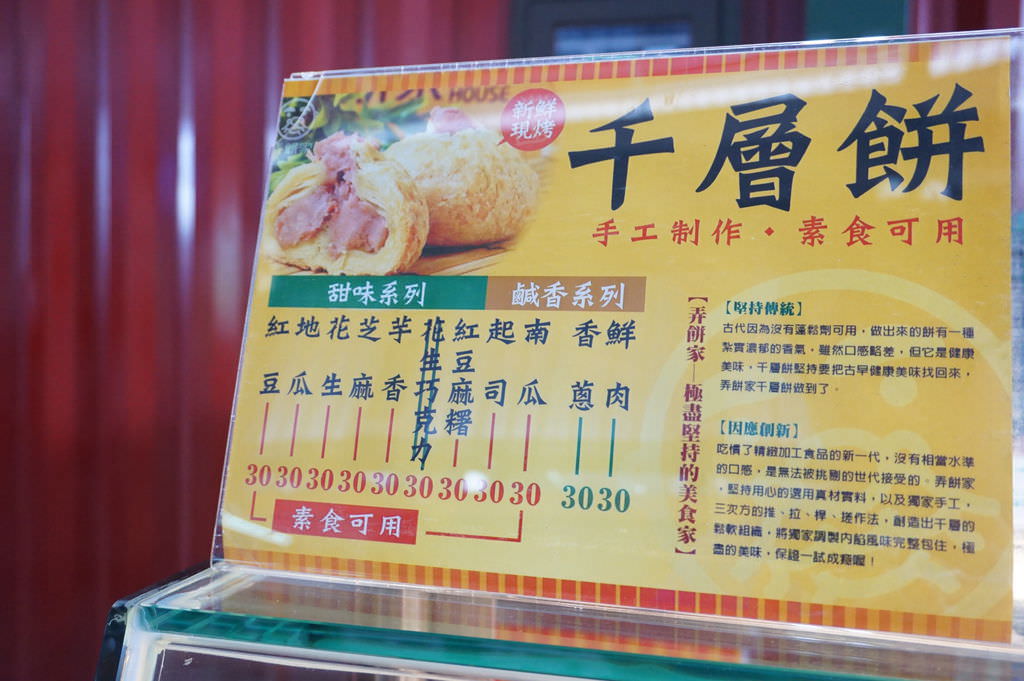 HOUSE
新鮮
現烤
千層餅
手工制作・素食可用
甜味系列
鹹香系列
紅豆 30
地瓜 30
花生 30
芝麻 30
芋香 30
花生巧克力 30
紅豆麻糬 30
起司 30
南瓜 30
香蔥 30
鮮肉 30
素食可用
【弄餅家—極盡堅持的美食家】
【堅持傳統】
古代因為沒有蓬鬆劑可用，做出來的餅有一種
紮實濃郁的香氣。雖然口感略差，但它是健康
美味，千層餅堅持要把古早健康美味找回來，
弄餅家千層餅做到了。
【因應創新】
吃慣了精緻加工食品的新一代，沒有相當水準
的口感，是無法被挑剔的世代接受的。弄餅家
，堅持用心的選用真材實料，以及獨家手工，
三次方的推、拉、桿、搓作法，創造出千層的
鬆軟組織，將獨家調製內餡風味完整包住，極
盡的美味，保證一試成癮喔！